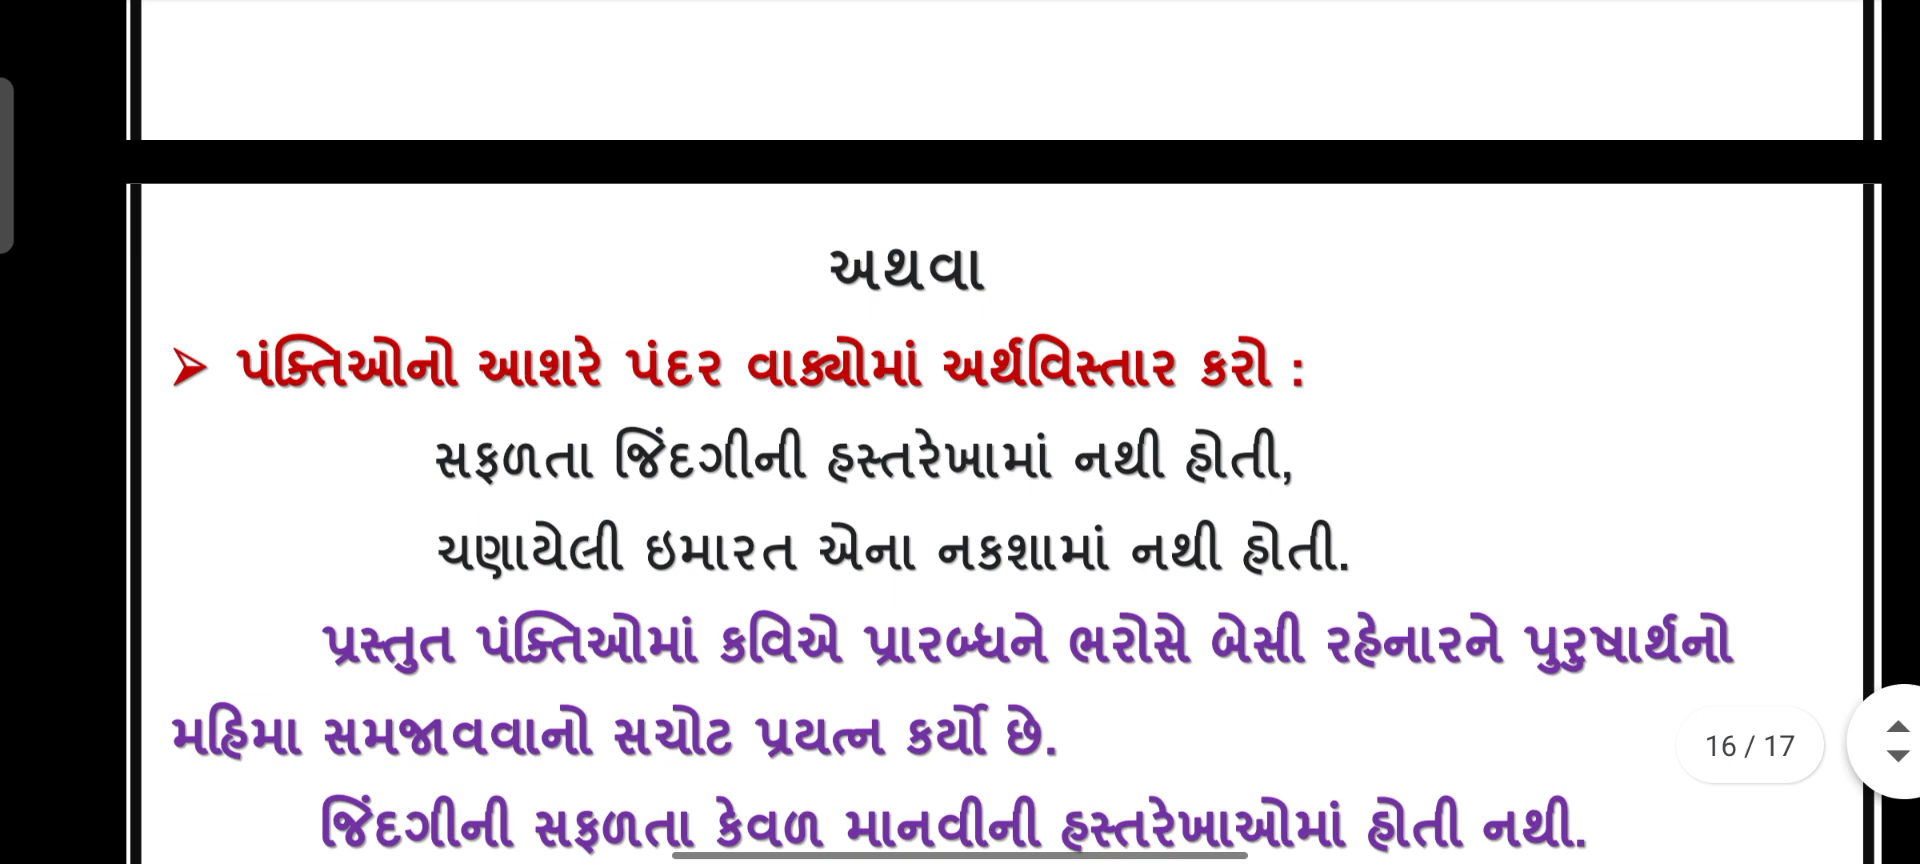 અથવા
➢ પંક્તિઓનો આશરે પંદર વાક્યોમાં અર્થવિસ્તાર કરો :
સફળતા જિંદગીની હસ્તરેખામાં નથી હોતી,
ચણાયેલી ઇમારત એના નકશામાં નથી હોતી.
પ્રસ્તુત પંક્તિઓમાં કવિએ પ્રારબ્ધને ભરોસે બેસી રહેનારને પુરુષાર્થનો
મહિમા સમજાવવાનો સચોટ પ્રયત્ન કર્યો છે.
16 / 17
જિંદગીની સફળતા કેવળ માનવીની હસ્તરેખાઓમાં હોતી નથી.